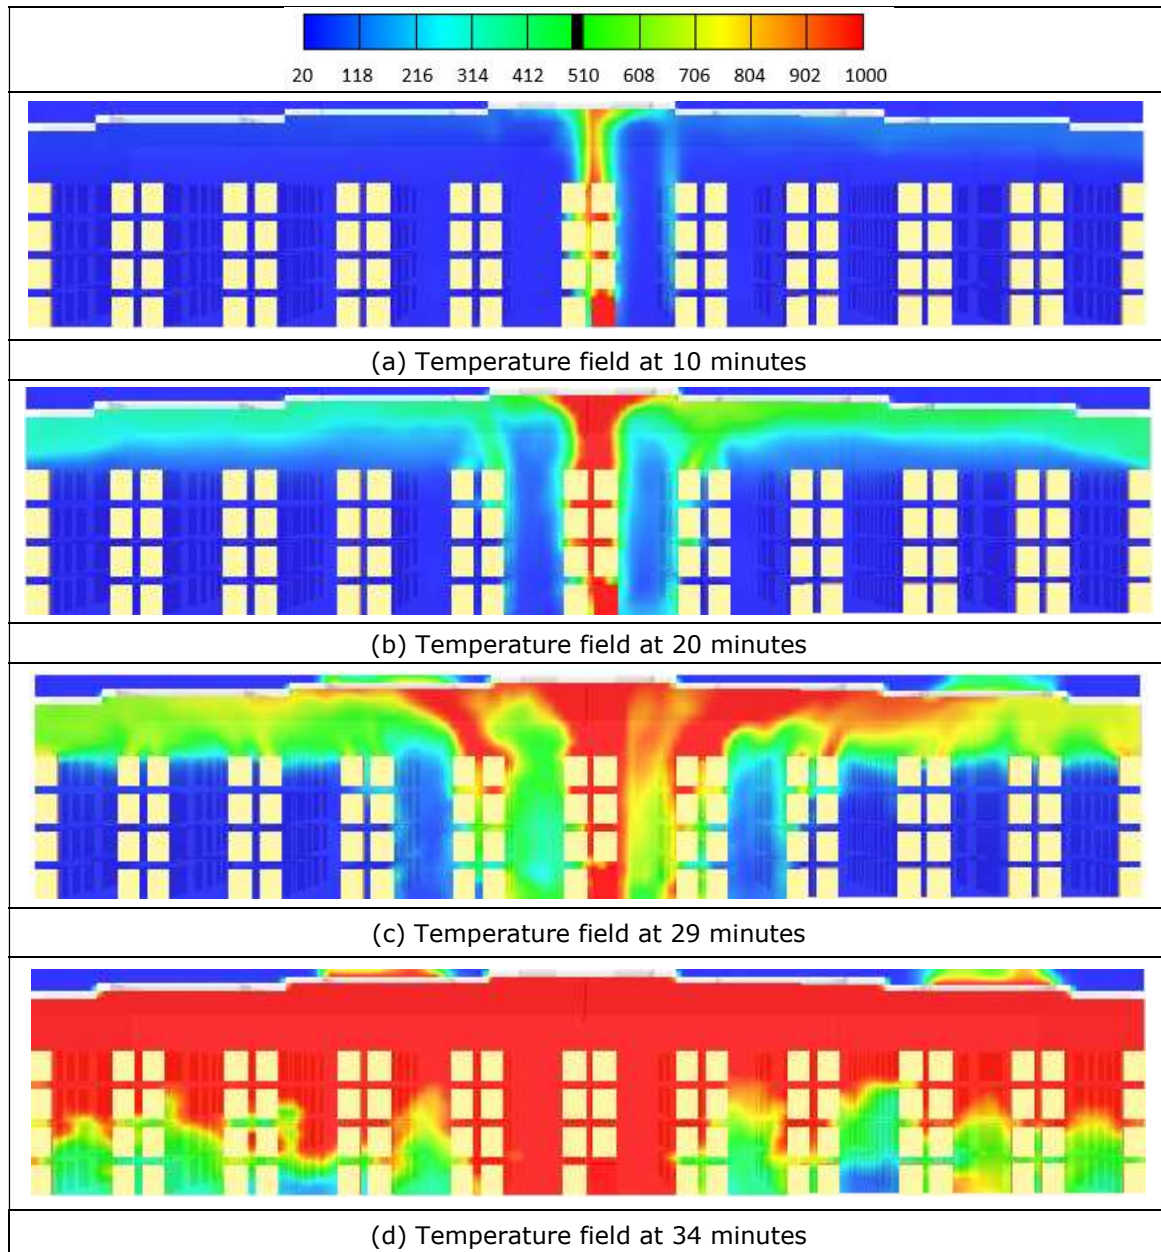 20 118 216 314 412 510 608 706 804 902 1000
(a) Temperature field at 10 minutes
(b) Temperature field at 20 minutes
(c) Temperature field at 29 minutes
(d) Temperature field at 34 minutes